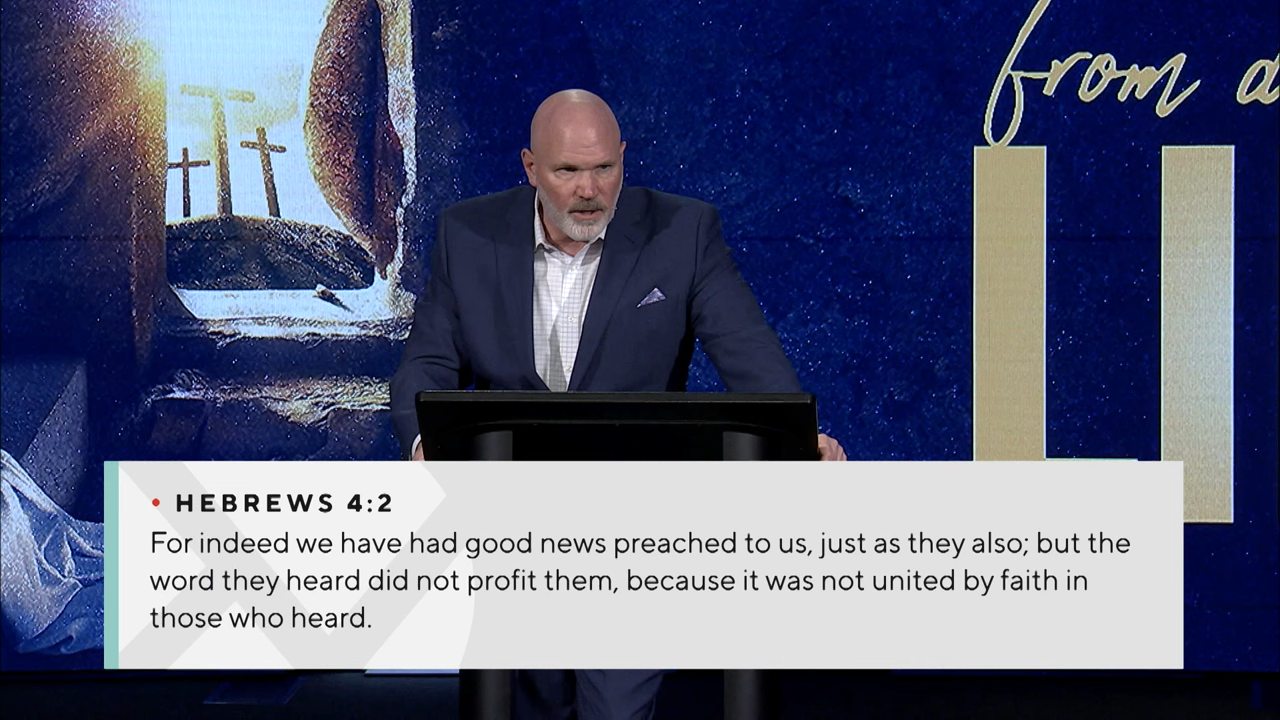 from
HEBREWS 4:2
For indeed we have had good news preached to us, just as they also; but the
word they heard did not profit them, because it was not united by faith in
those who heard.